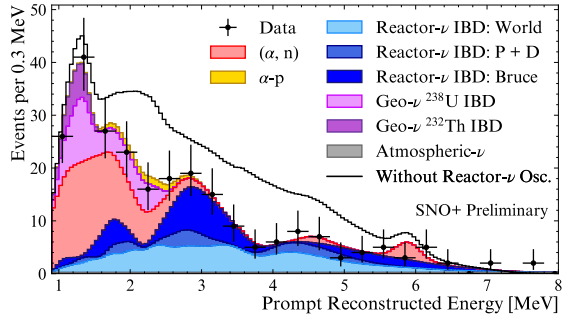 Events per 0.3 MeV
50
40
30
20
10
0
Data
(α, n)
α-p
Reactor-ν IBD: World
Reactor-ν IBD: P + D
Reactor-ν IBD: Bruce
Geo-ν ²³⁸U IBD
Geo-ν ²³²Th IBD
Atmospheric-ν
Without Reactor-ν Osc.
SNO+ Preliminary
1 2 3 4 5 6 7 8
Prompt Reconstructed Energy [MeV]